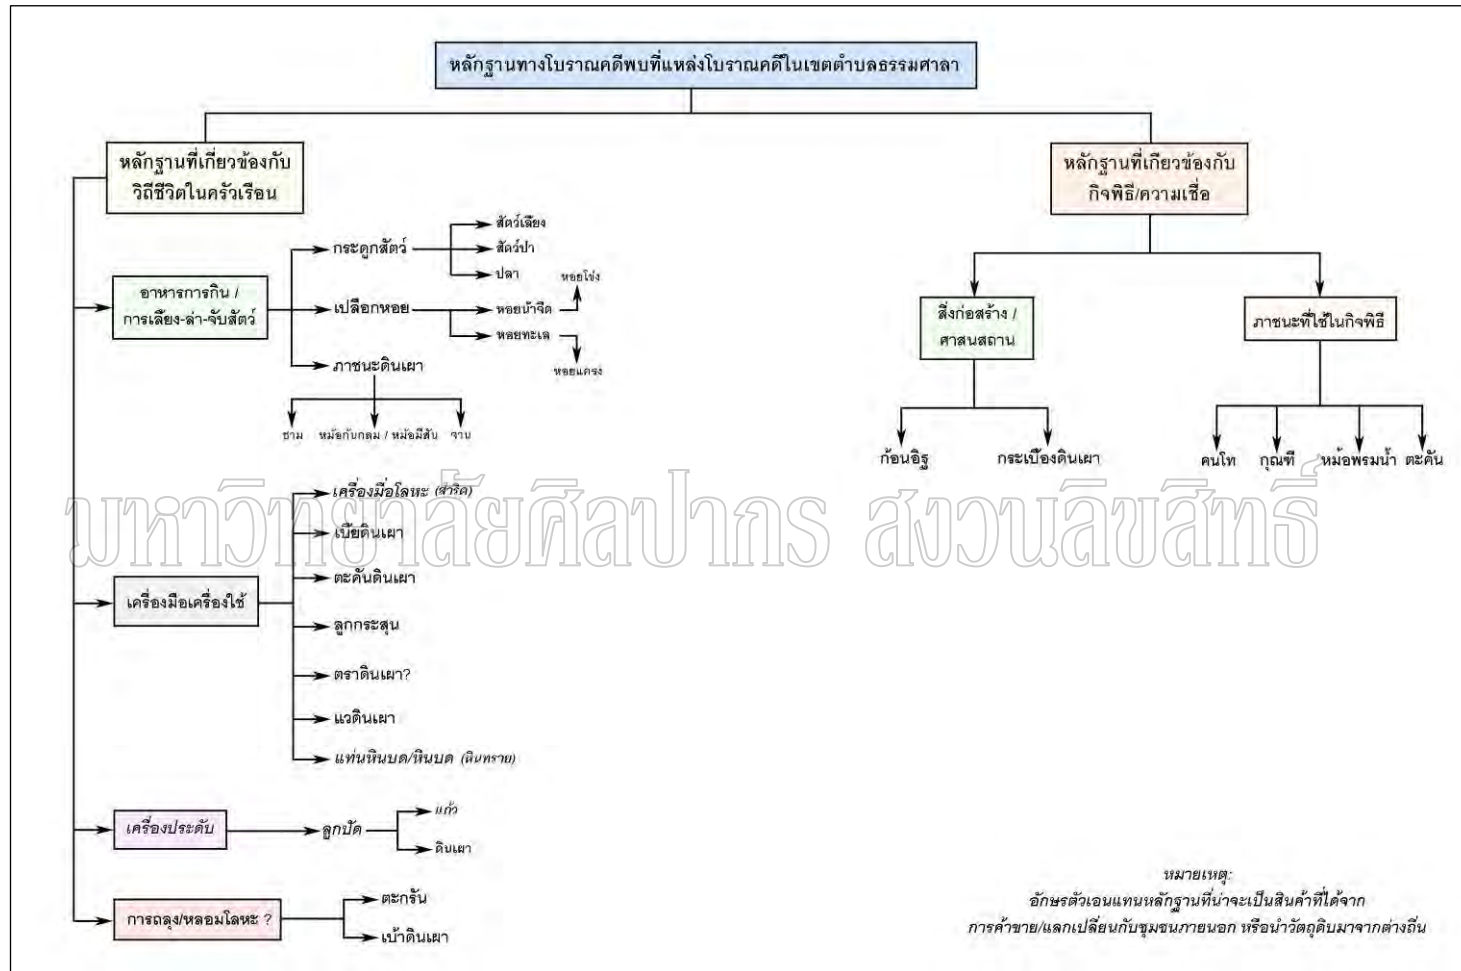 หลักฐานทางโบราณคดีพบที่แหล่งโบราณคดีในเขตตำบลธรรมศาลา
หลักฐานที่เกี่ยวข้องกับ
วิถีชีวิตในครัวเรือน
หลักฐานที่เกี่ยวข้องกับ
กิจพิธี/ความเชื่อ
อาหารการกิน /
การเลี้ยง-ล่า-จับสัตว์
กระดูกสัตว์
สัตว์เลี้ยง
สัตว์ป่า
ปลา
เปลือกหอย
หอยน้ำจืด
หอยโข่ง
หอยทะเล
หอยแครง
ภาชนะดินเผา
ชาม
หม้อก้นกลม / หม้อมีสัน
จาน
สิ่งก่อสร้าง /
ศาสนสถาน
ก้อนอิฐ
กระเบื้องดินเผา
ภาชนะที่ใช้ในกิจพิธี
คนโท
กุณฑี
หม้อพรมน้ำ
ตะคัน
มหาวิทยาลัยศิลปากร สงวนลิขสิทธิ์
เครื่องมือเครื่องใช้
เครื่องมือโลหะ (สำริด)
เบี้ยดินเผา
ตะคันดินเผา
ลูกกระสุน
ตราดินเผา?
แวดินเผา
แท่นหินบด/หินบด (หินทราย)
เครื่องประดับ
ลูกปัด
แก้ว
ดินเผา
การถลุง/หลอมโลหะ ?
ตะกรัน
เบ้าดินเผา
หมายเหตุ:
อักษรตัวเอนแทนหลักฐานที่น่าจะเป็นสินค้าที่ได้จาก
การค้าขาย/แลกเปลี่ยนกับชุมชนภายนอก หรือนำวัตถุดิบมาจากต่างถิ่น